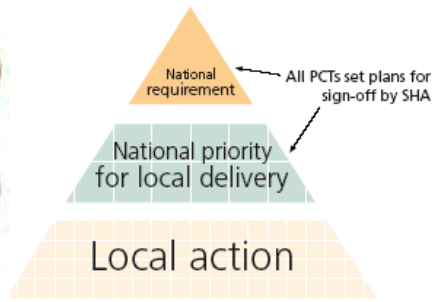 National
requirement
All PCTs set plans for
sign-off by SHA
National priority
for local delivery
Local action